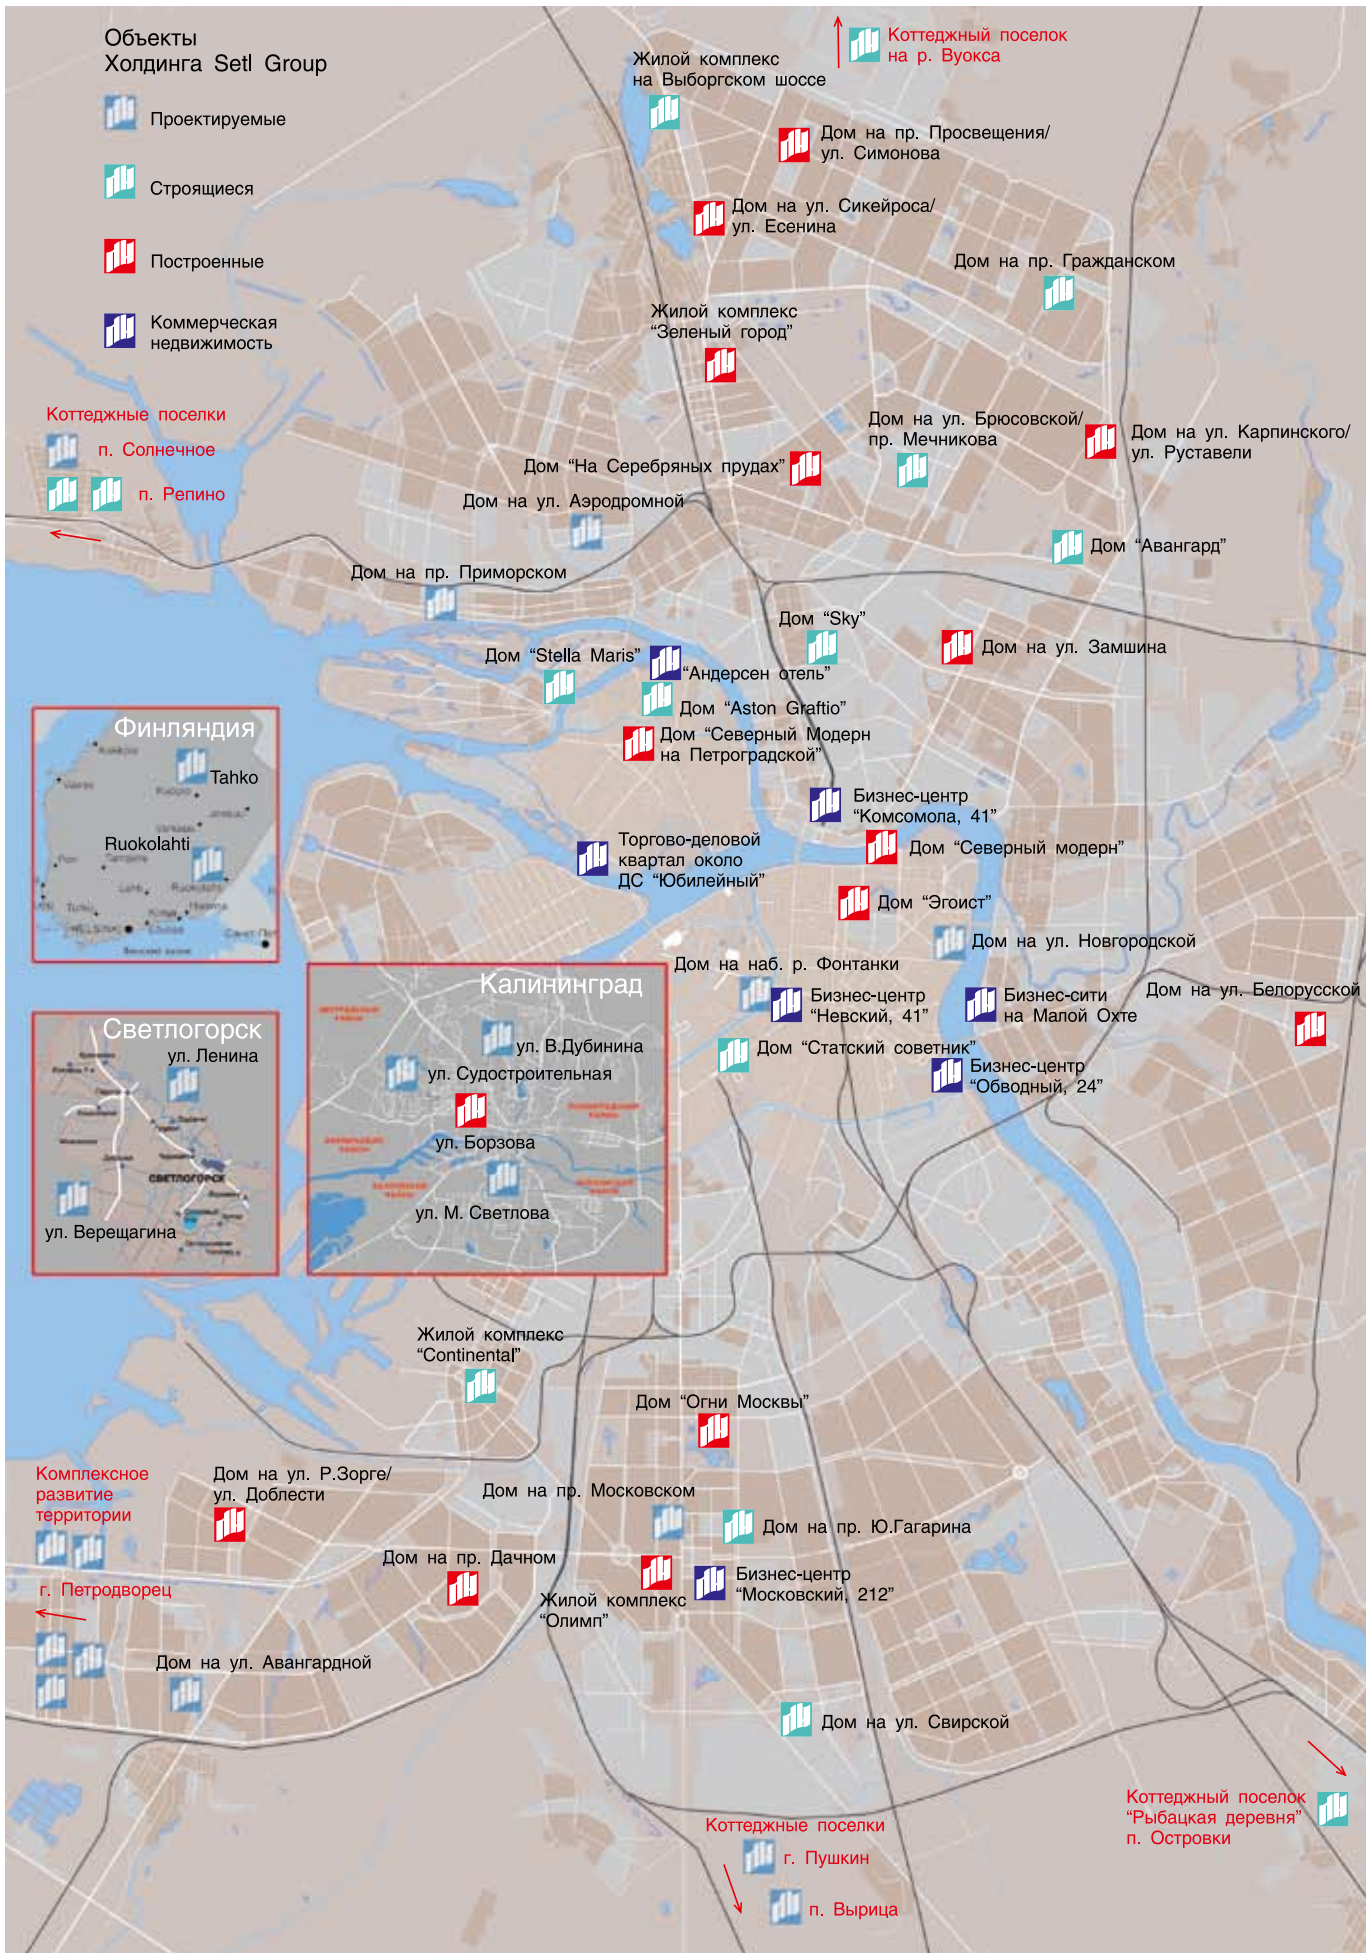 Объекты
Холдинга Setl Group
Проектируемые
Строящиеся
Построенные
Коммерческая
недвижимость
Коттеджный поселок
на р. Вуокса
Жилой комплекс
на Выборгском шоссе
Дом на пр. Просвещения/
ул. Симонова
Дом на ул. Сикейроса/
ул. Есенина
Дом на пр. Гражданском
Жилой комплекс
“Зеленый город”
Коттеджные поселки
п. Солнечное
п. Репино
Дом на ул. Брюсовской/
пр. Мечникова
Дом на ул. Карпинского/
ул. Руставели
Дом “На Серебряных прудах”
Дом на ул. Аэродромной
Дом “Авангард”
Дом на пр. Приморском
Дом “Sky”
Дом на ул. Замшина
Дом “Stella Maris”
“Андерсен отель”
Дом “Aston Graftio”
Дом “Северный Модерн
на Петроградской”
Финляндия
Tahko
Ruokolahti
Бизнес-центр
“Комсомола, 41”
Торгово-деловой
квартал около
ДС “Юбилейный”
Дом “Северный модерн”
Дом “Эгоист”
Дом на ул. Новгородской
Дом на наб. р. Фонтанки
Бизнес-центр
“Невский, 41”
Бизнес-сити
на Малой Охте
Дом на ул. Белорусской
Дом “Статский советник”
Бизнес-центр
“Обводный, 24”
Калининград
ул. В.Дубинина
ул. Судостроительная
ул. Борзова
ул. М. Светлова
Светлогорск
ул. Ленина
СВЕТЛОГОРСК
ул. Верещагина
Жилой комплекс
“Continental”
Дом “Огни Москвы”
Комплексное
развитие
территории
Дом на ул. Р.Зорге/
ул. Доблести
Дом на пр. Московском
Дом на пр. Ю.Гагарина
Дом на пр. Дачном
г. Петродворец
Жилой комплекс
“Олимп”
Бизнес-центр
“Московский, 212”
Дом на ул. Авангардной
Дом на ул. Свирской
Коттеджный поселок
“Рыбацкая деревня”
п. Островки
Коттеджные поселки
г. Пушкин
п. Вырица